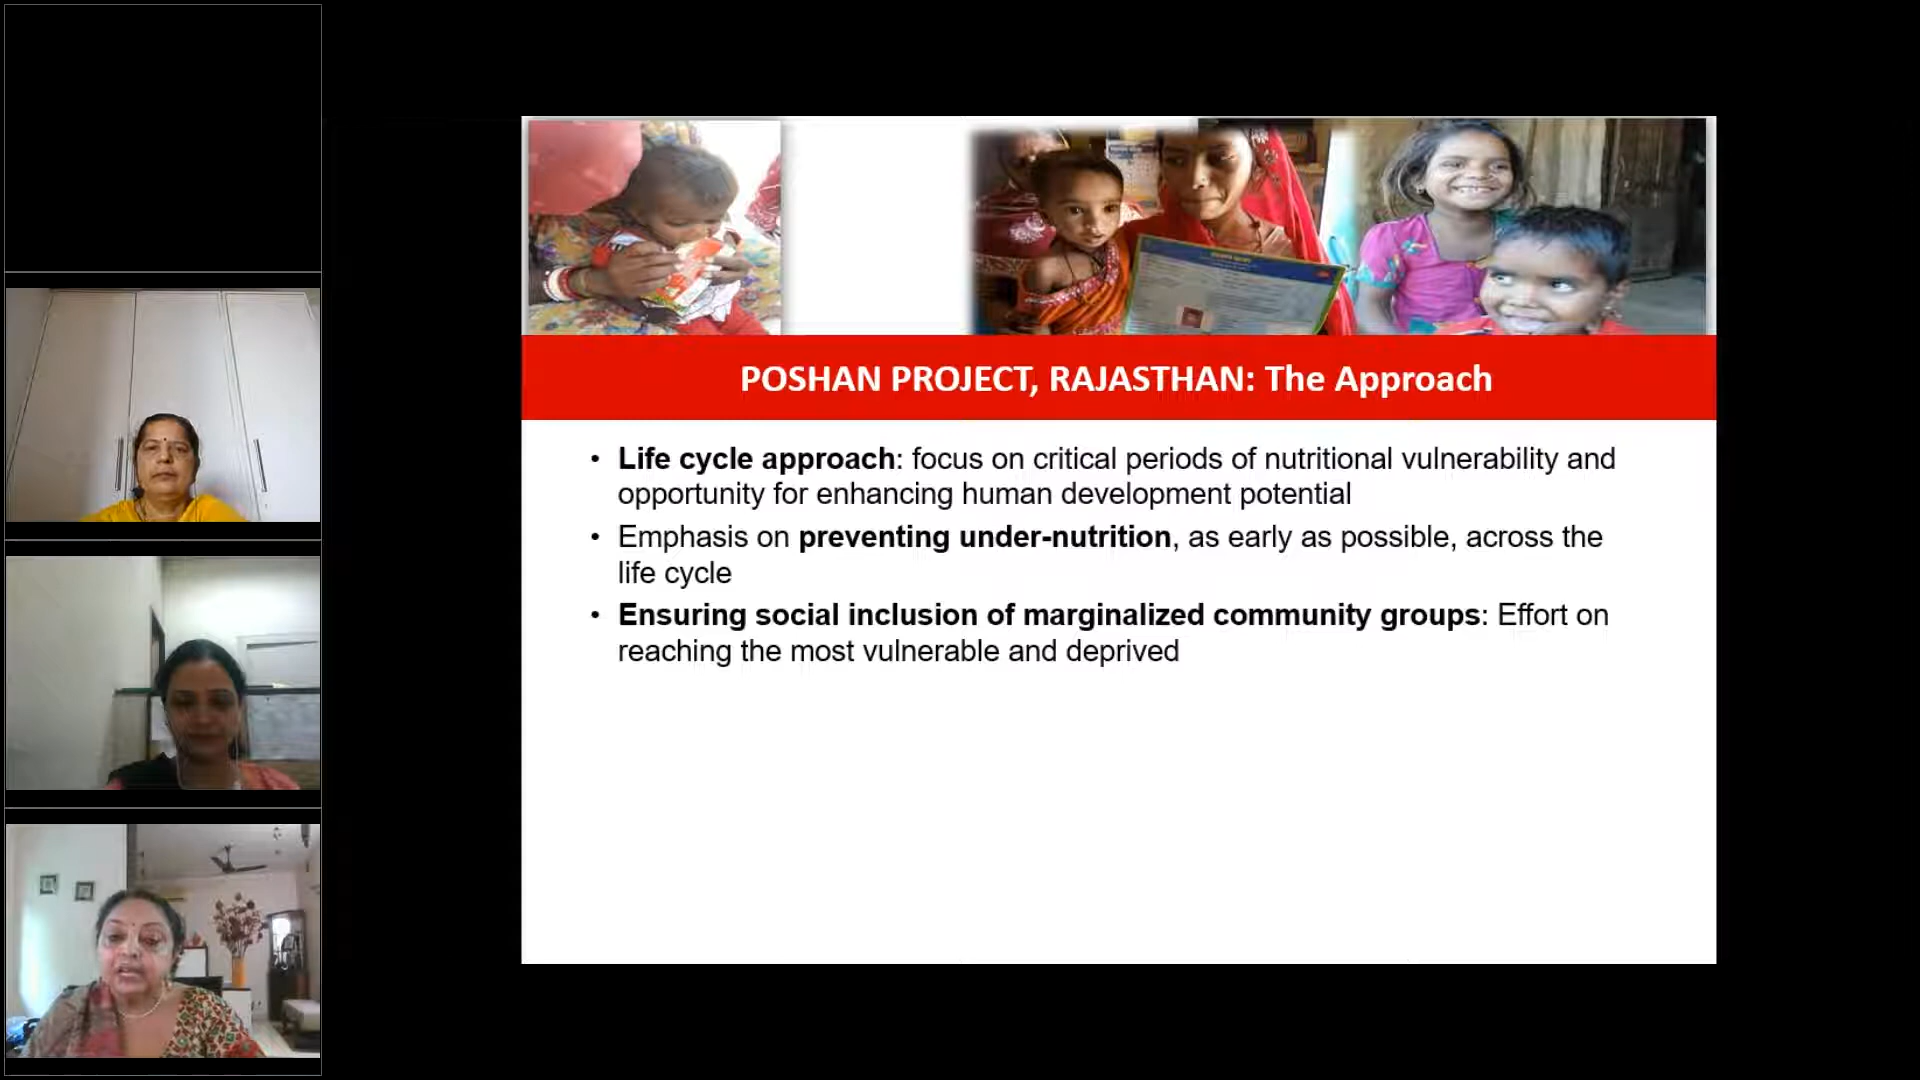 POSHAN PROJECT, RAJASTHAN: The Approach
• Life cycle approach: focus on critical periods of nutritional vulnerability and
opportunity for enhancing human development potential
• Emphasis on preventing under-nutrition, as early as possible, across the
life cycle
• Ensuring social inclusion of marginalized community groups: Effort on
reaching the most vulnerable and deprived